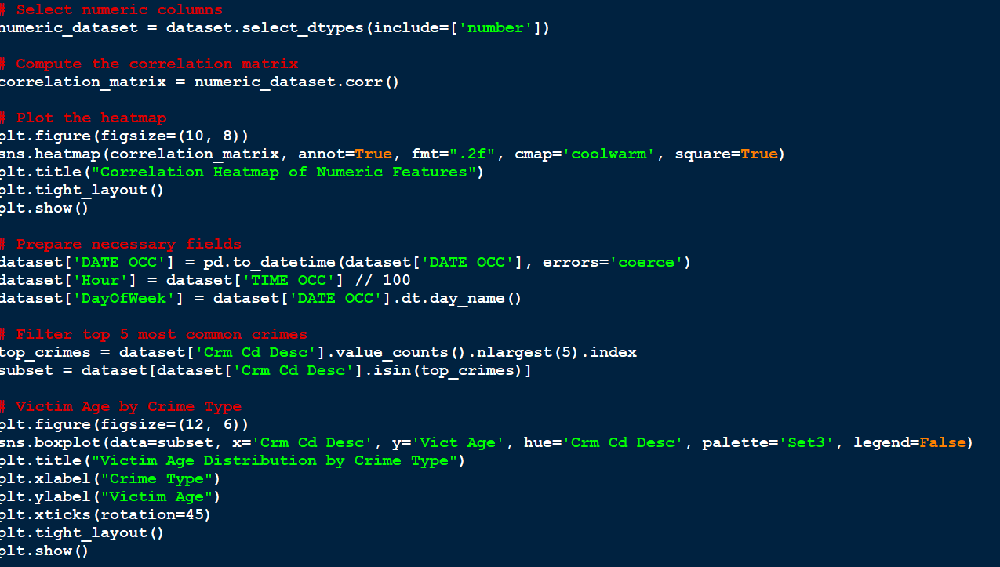 # Select numeric columns
numeric_dataset = dataset.select_dtypes(include=['number'])
# Compute the correlation matrix
correlation_matrix = numeric_dataset.corr()
# Plot the heatmap
plt.figure(figsize=(10, 8))
sns.heatmap(correlation_matrix, annot=True, fmt=".2f", cmap='coolwarm', square=True)
plt.title("Correlation Heatmap of Numeric Features")
plt.tight_layout()
plt.show()
# Prepare necessary fields
dataset['DATE OCC'] = pd.to_datetime(dataset['DATE OCC'], errors='coerce')
dataset['Hour'] = dataset['TIME OCC'] // 100
dataset['DayOfWeek'] = dataset['DATE OCC'].dt.day_name()
# Filter top 5 most common crimes
top_crimes = dataset['Crm Cd Desc'].value_counts().nlargest(5).index
subset = dataset[dataset['Crm Cd Desc'].isin(top_crimes)]
# Victim Age by Crime Type
plt.figure(figsize=(12, 6))
sns.boxplot(data=subset, x='Crm Cd Desc', y='Vict Age', hue='Crm Cd Desc', palette='Set3', legend=False)
plt.title("Victim Age Distribution by Crime Type")
plt.xlabel("Crime Type")
plt.ylabel("Victim Age")
plt.xticks(rotation=45)
plt.tight_layout()
plt.show()